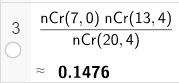 3
nCr(7,0) nCr(13,4)
nCr(20,4)
≈ 0.1476